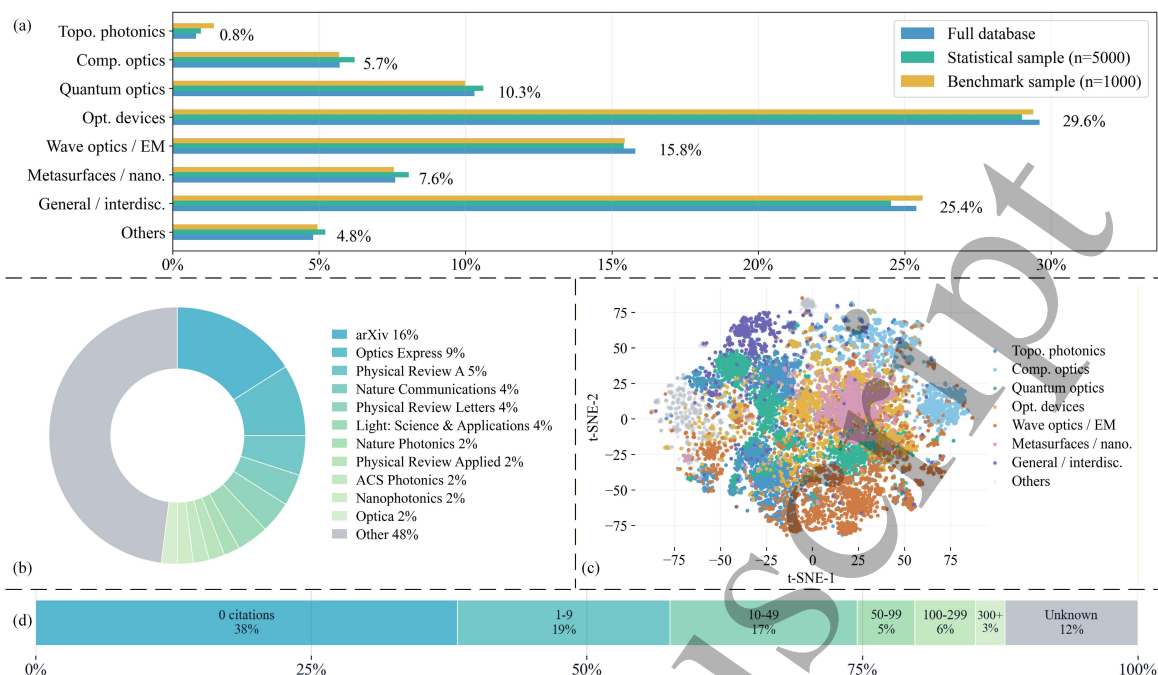 (a)
Topo. photonics
0.8%
Comp. optics
5.7%
Quantum optics
10.3%
Opt. devices
29.6%
Wave optics / EM
15.8%
Metasurfaces / nano.
7.6%
General / interdisc.
25.4%
Others
4.8%
Full database
Statistical sample (n=5000)
Benchmark sample (n=1000)
0% 5% 10% 15% 20% 25% 30%
arXiv 16%
Optics Express 9%
Physical Review A 5%
Nature Communications 4%
Physical Review Letters 4%
Light: Science & Applications 4%
Nature Photonics 2%
Physical Review Applied 2%
ACS Photonics 2%
Nanophotonics 2%
Optica 2%
Other 48%
(b)
t-SNE-2
75
50
25
0
−25
−50
−75
−75 −50 −25 0 25 50 75
t-SNE-1
(c)
Topo. photonics
Comp. optics
Quantum optics
Opt. devices
Wave optics / EM
Metasurfaces / nano.
General / interdisc.
Others
(d)
0 citations
38%
1-9
19%
10-49
17%
50-99
5%
100-299
6%
300+
3%
Unknown
12%
0% 25% 50% 75% 100%